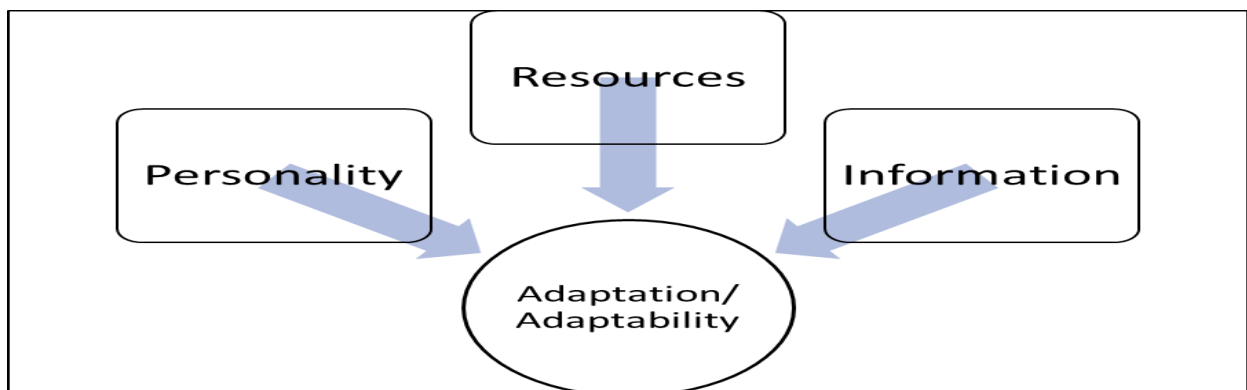 Resources
Personality
Information
Adaptation/
Adaptability